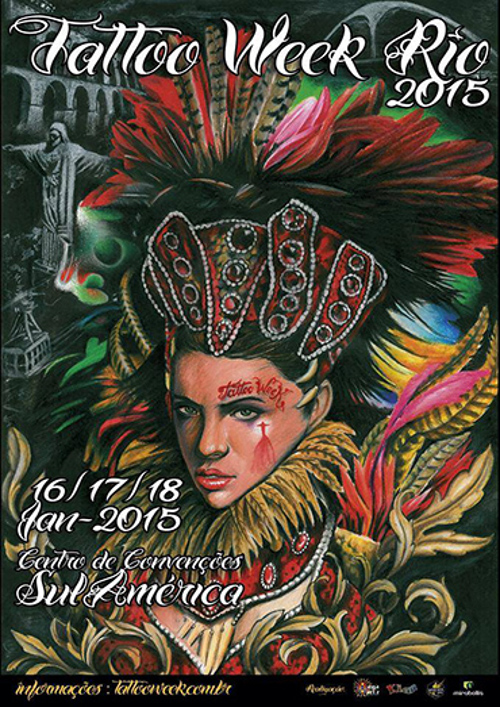 Tattoo Week Rio
2015
Tattoo Week
16/17/18
Jan-2015
Centro de Convenções
SulAmérica
informações : tattooweek.com.br
Realização: